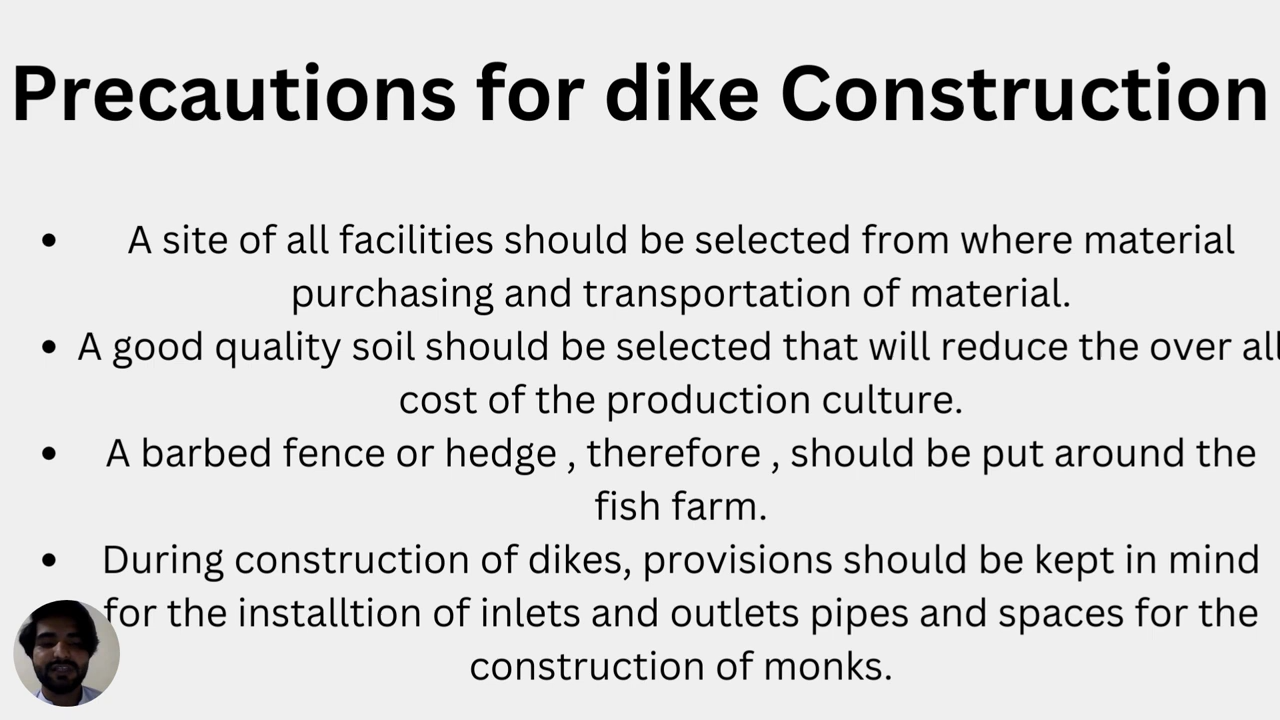 Precautions for dike Construction
• A site of all facilities should be selected from where material
purchasing and transportation of material.
• A good quality soil should be selected that will reduce the over all
cost of the production culture.
• A barbed fence or hedge , therefore , should be put around the
fish farm.
• During construction of dikes, provisions should be kept in mind
for the installtion of inlets and outlets pipes and spaces for the
construction of monks.